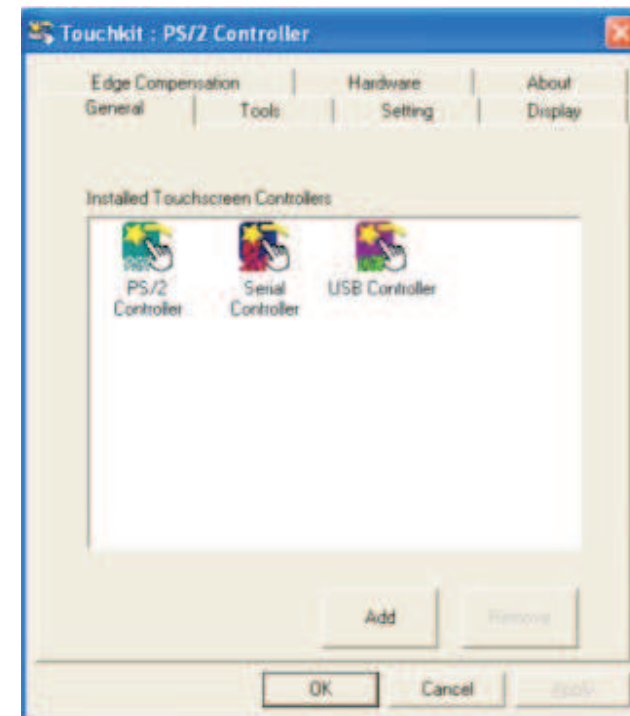 Touchkit : PS/2 Controller
Edge Compensation Hardware About
General Tools Setting Display
Installed Touchscreen Controllers
PS/2 Controller
Serial Controller
USB Controller
Add Remove
OK Cancel Apply